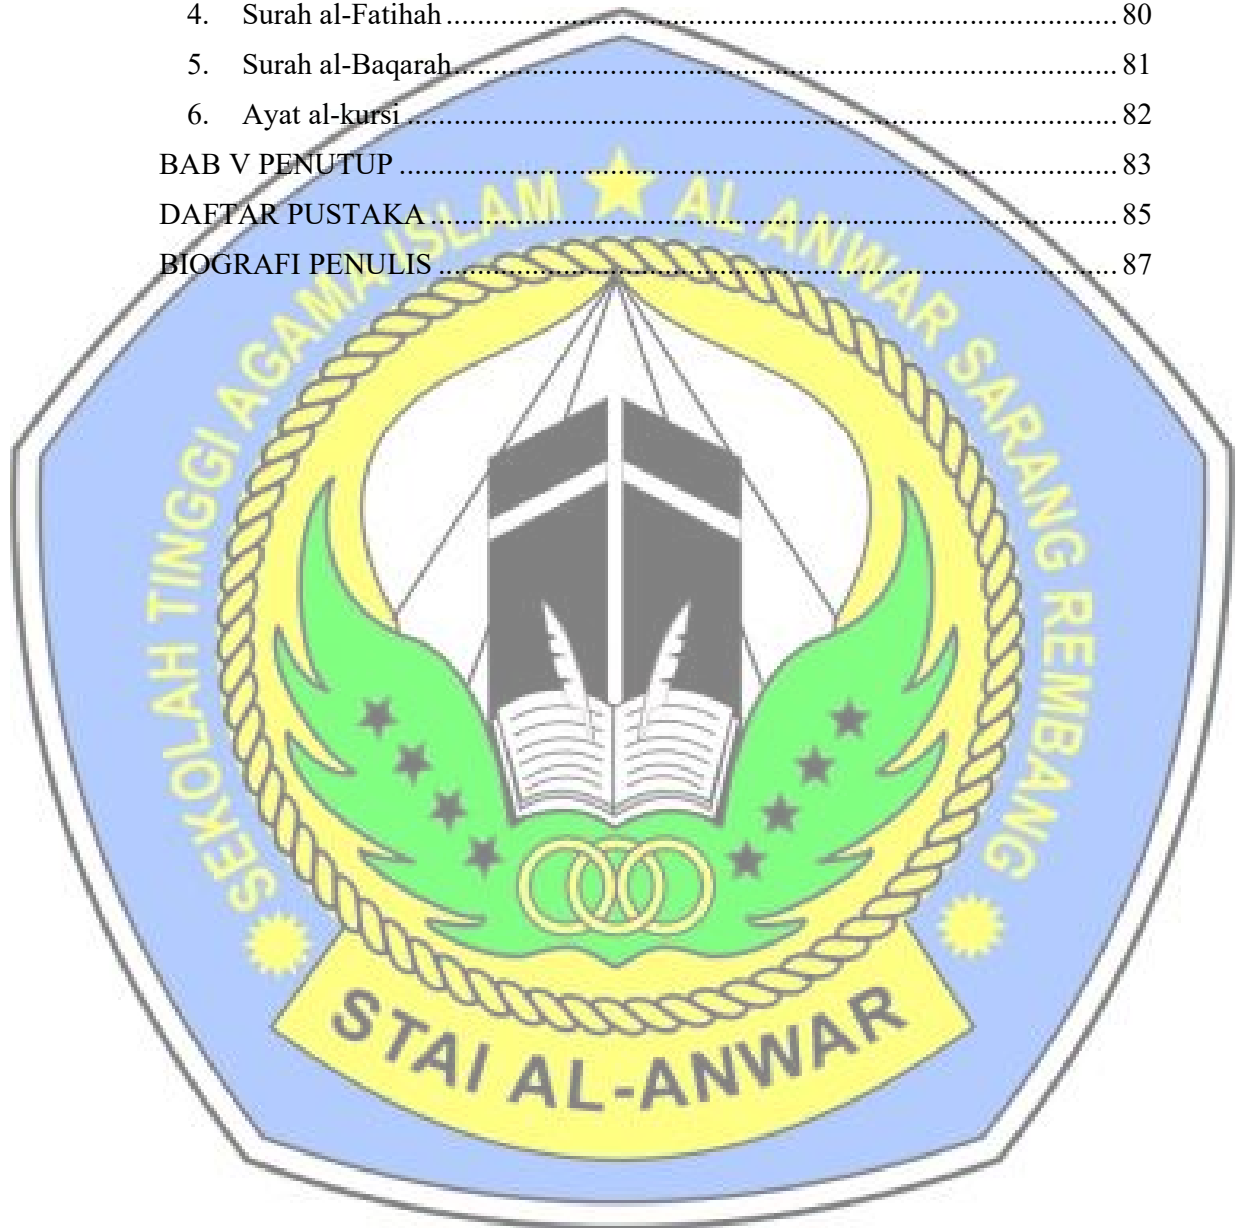 4. Surah al-Fatihah ........ 80
5. Surah al-Baqarah ........ 81
6. Ayat al-kursi ........ 82
BAB V PENUTUP ........ 83
DAFTAR PUSTAKA ........ 85
BIOGRAFI PENULIS ........ 87
SEKOLAH TINGGI AGAMA ISLAM ★ AL ANWAR SARANG REMBANG
STAI AL-ANWAR